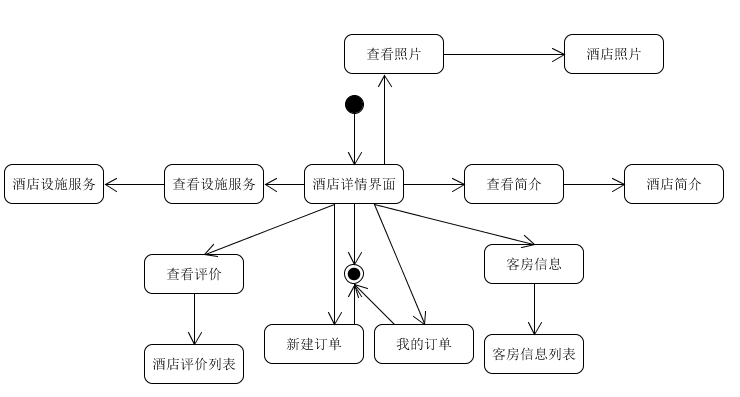 查看照片
酒店照片
酒店设施服务
查看设施服务
酒店详情界面
查看简介
酒店简介
查看评价
客房信息
新建订单
我的订单
客房信息列表
酒店评价列表